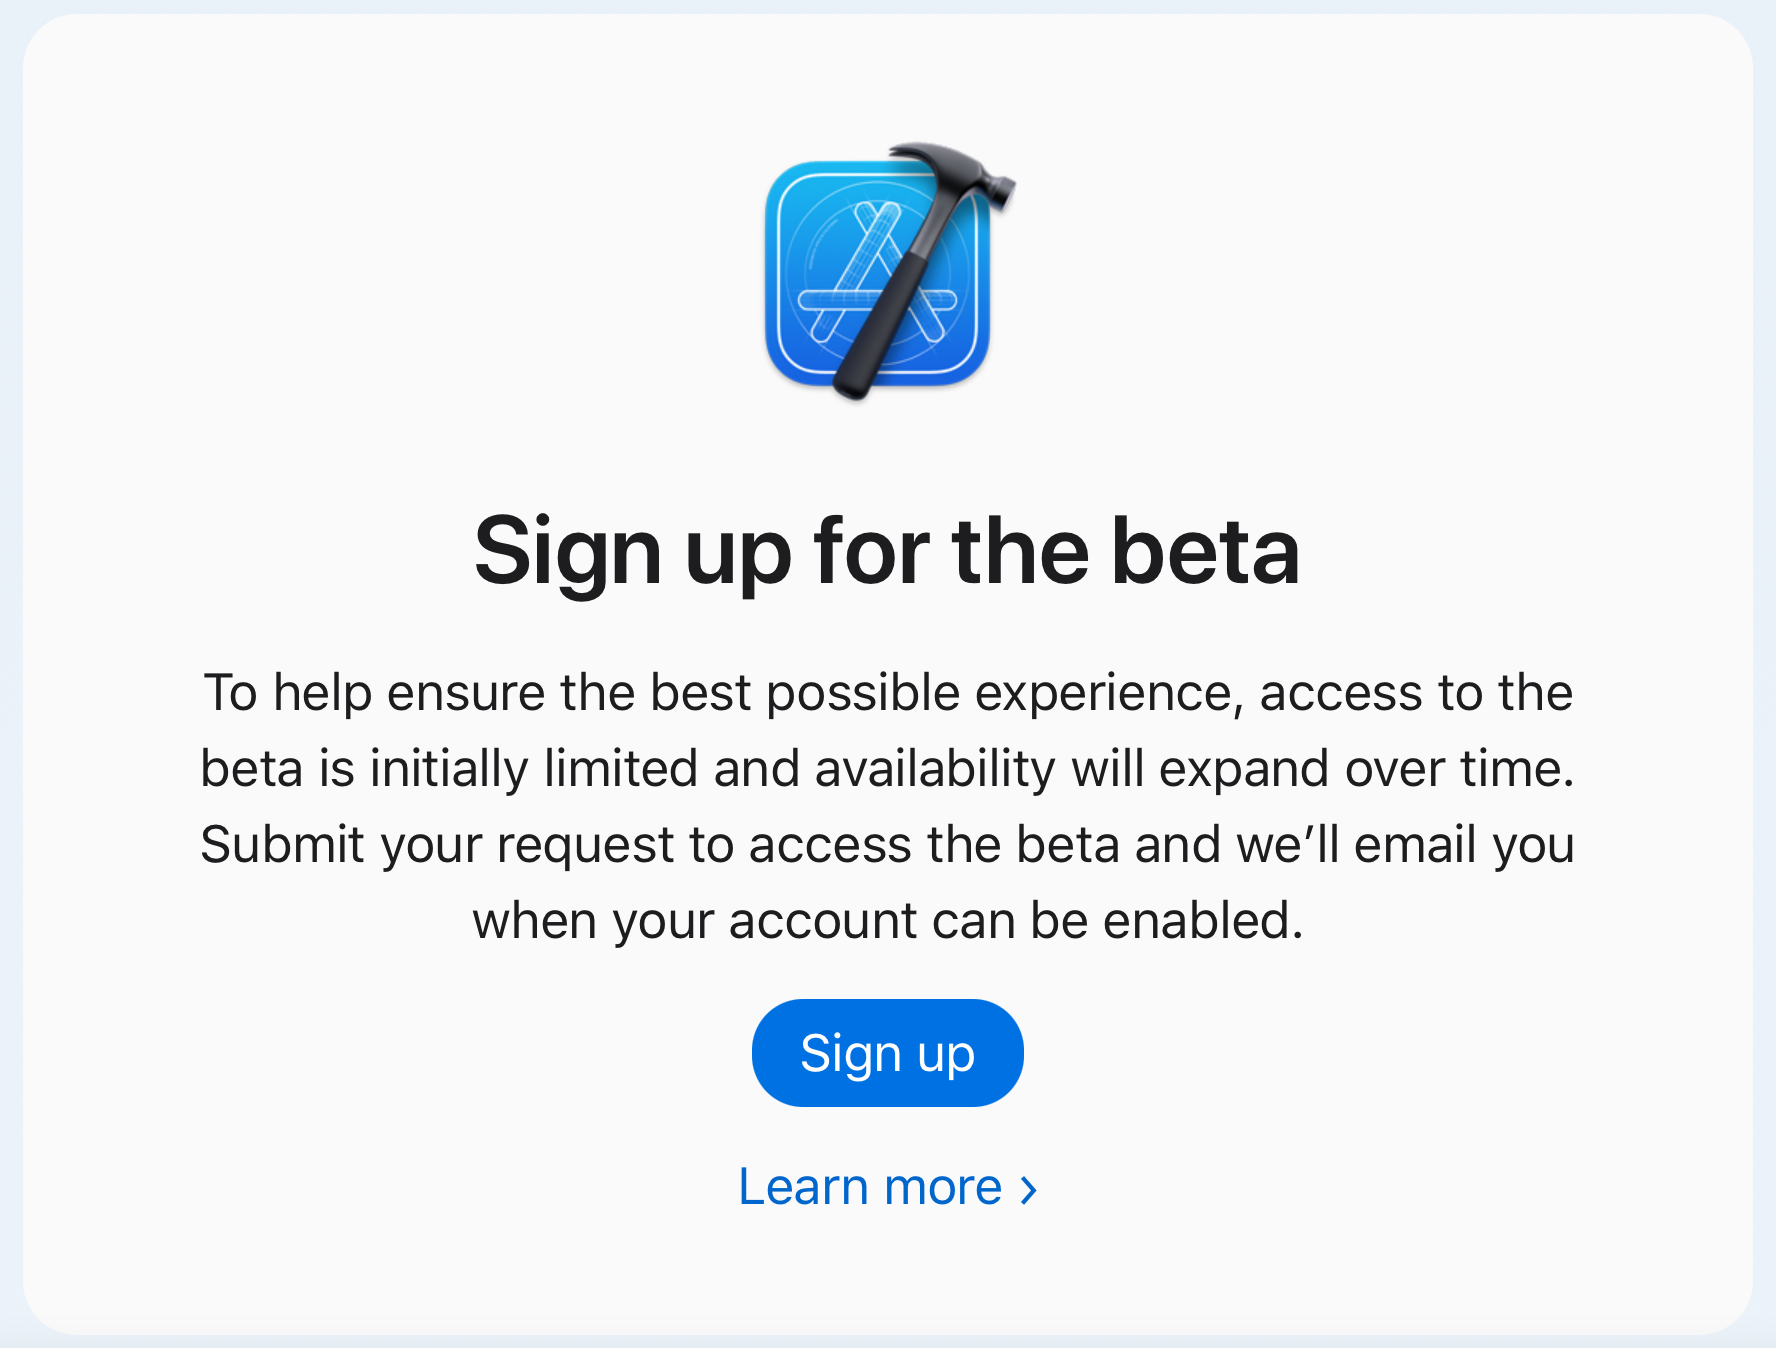 Sign up for the beta
To help ensure the best possible experience, access to the
beta is initially limited and availability will expand over time.
Submit your request to access the beta and we’ll email you
when your account can be enabled.
Sign up
Learn more ›